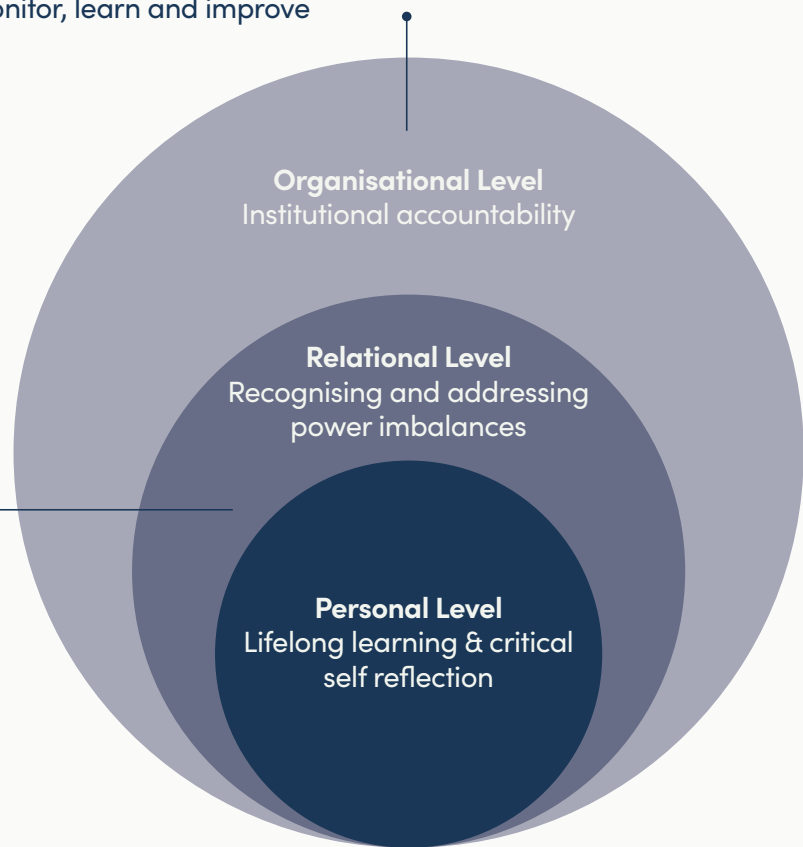 monitor, learn and improve
Organisational Level
Institutional accountability
Relational Level
Recognising and addressing
power imbalances
Personal Level
Lifelong learning & critical
self reflection